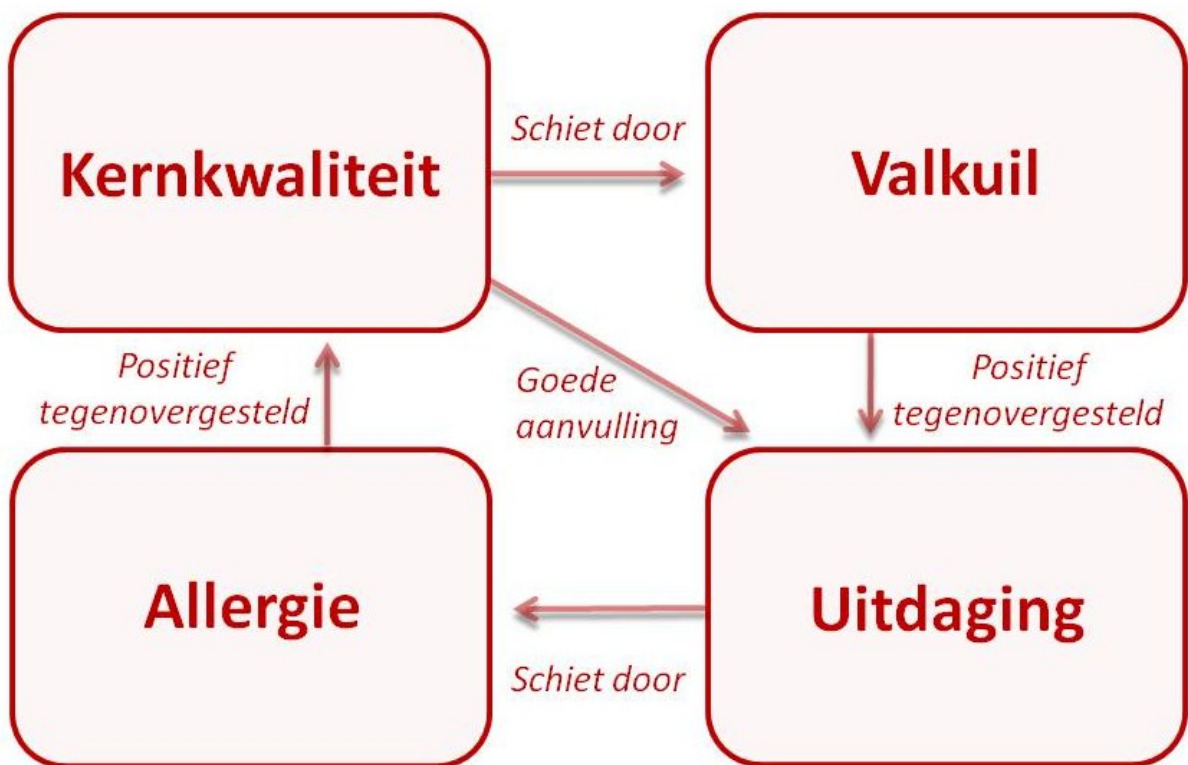 Kernkwaliteit
Schiet door
Valkuil
Positief
tegenovergesteld
Goede
aanvulling
Positief
tegenovergesteld
Allergie
Schiet door
Uitdaging